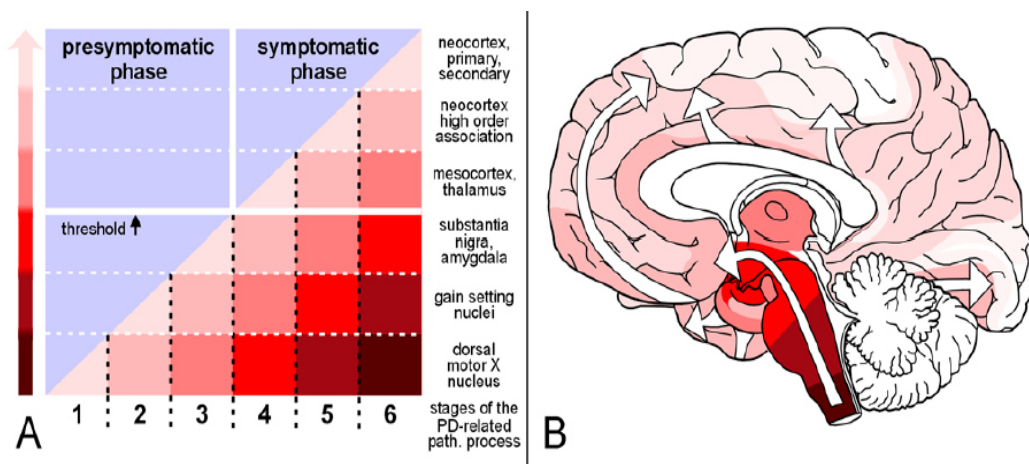 presymptomatic
phase
symptomatic
phase
neocortex,
primary,
secondary
neocortex
high order
association
mesocortex,
thalamus
threshold
substantia
nigra,
amygdala
gain setting
nuclei
dorsal
motor X
nucleus
1 2 3 4 5 6
stages of the
PD-related
path. process
A
B